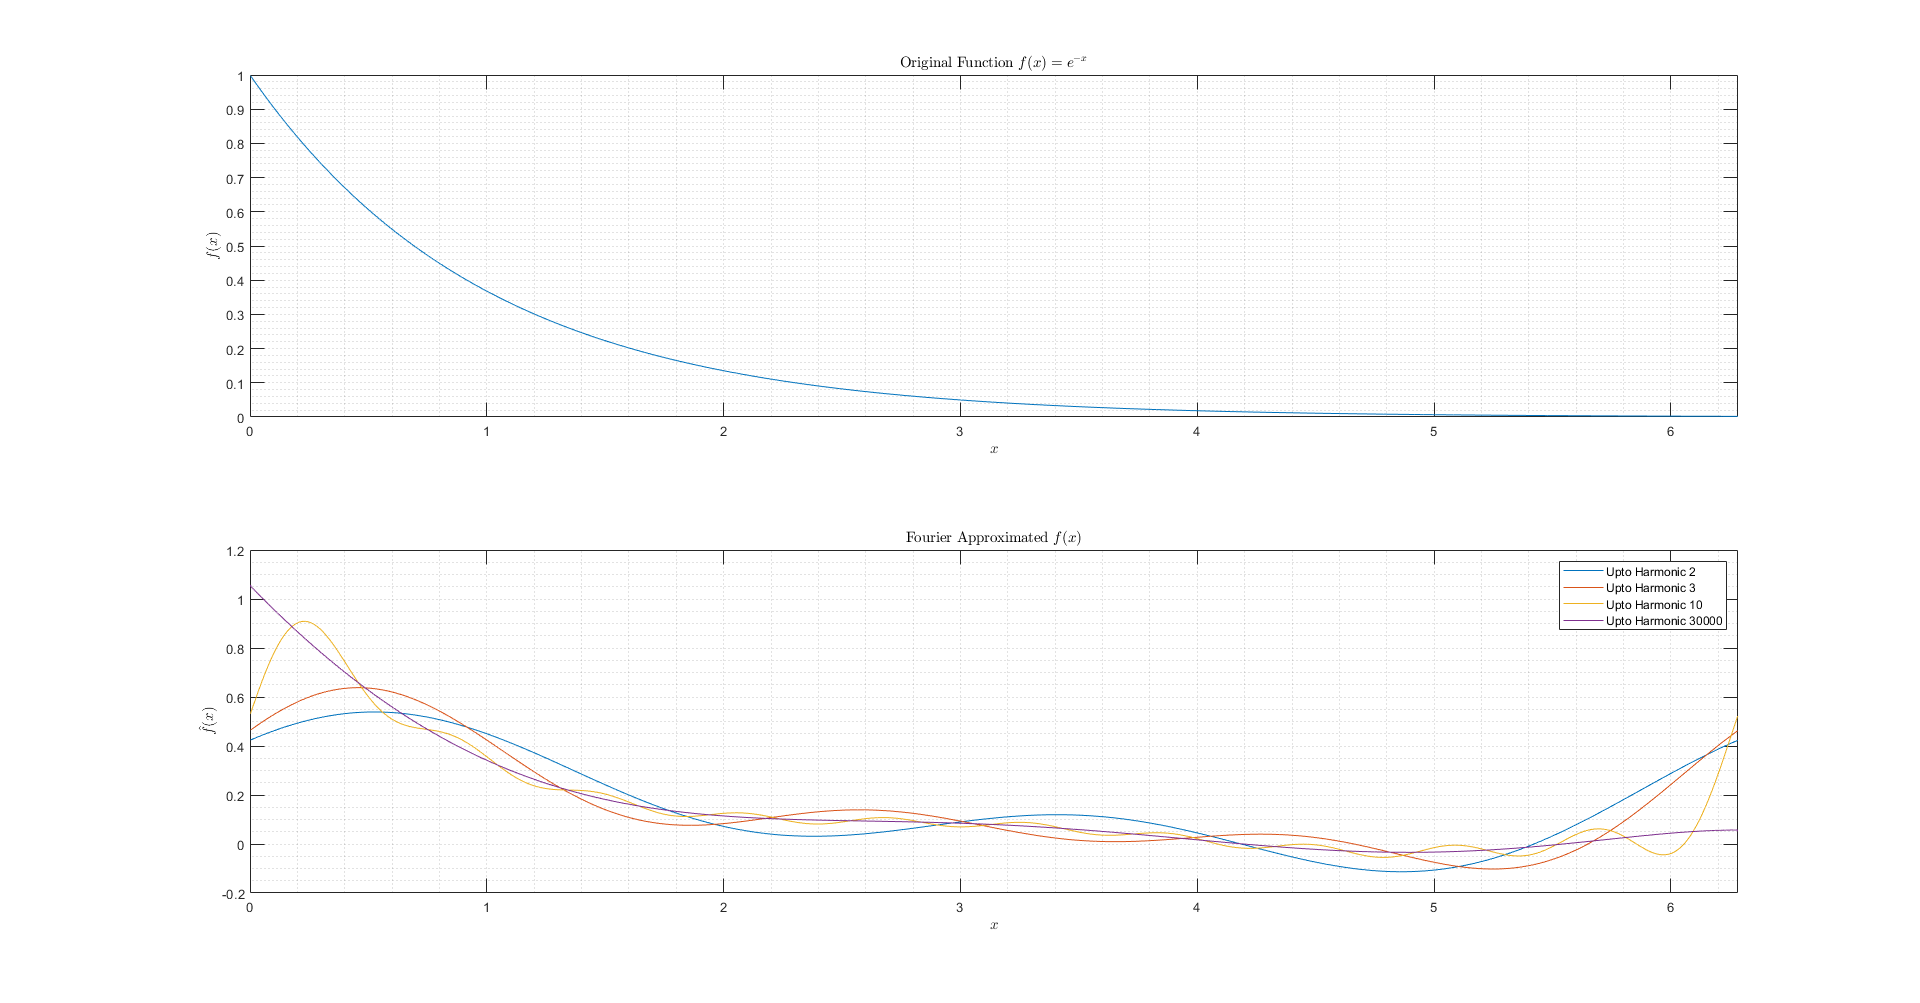 Original Function f(x) = e^{-x}
1
0.9
0.8
0.7
0.6
0.5
0.4
0.3
0.2
0.1
0
f(x)
0 1 2 3 4 5 6
x
Fourier Approximated f(x)
1.2
1
0.8
0.6
0.4
0.2
0
-0.2
f̂(x)
Upto Harmonic 2
Upto Harmonic 3
Upto Harmonic 10
Upto Harmonic 30000
0 1 2 3 4 5 6
x